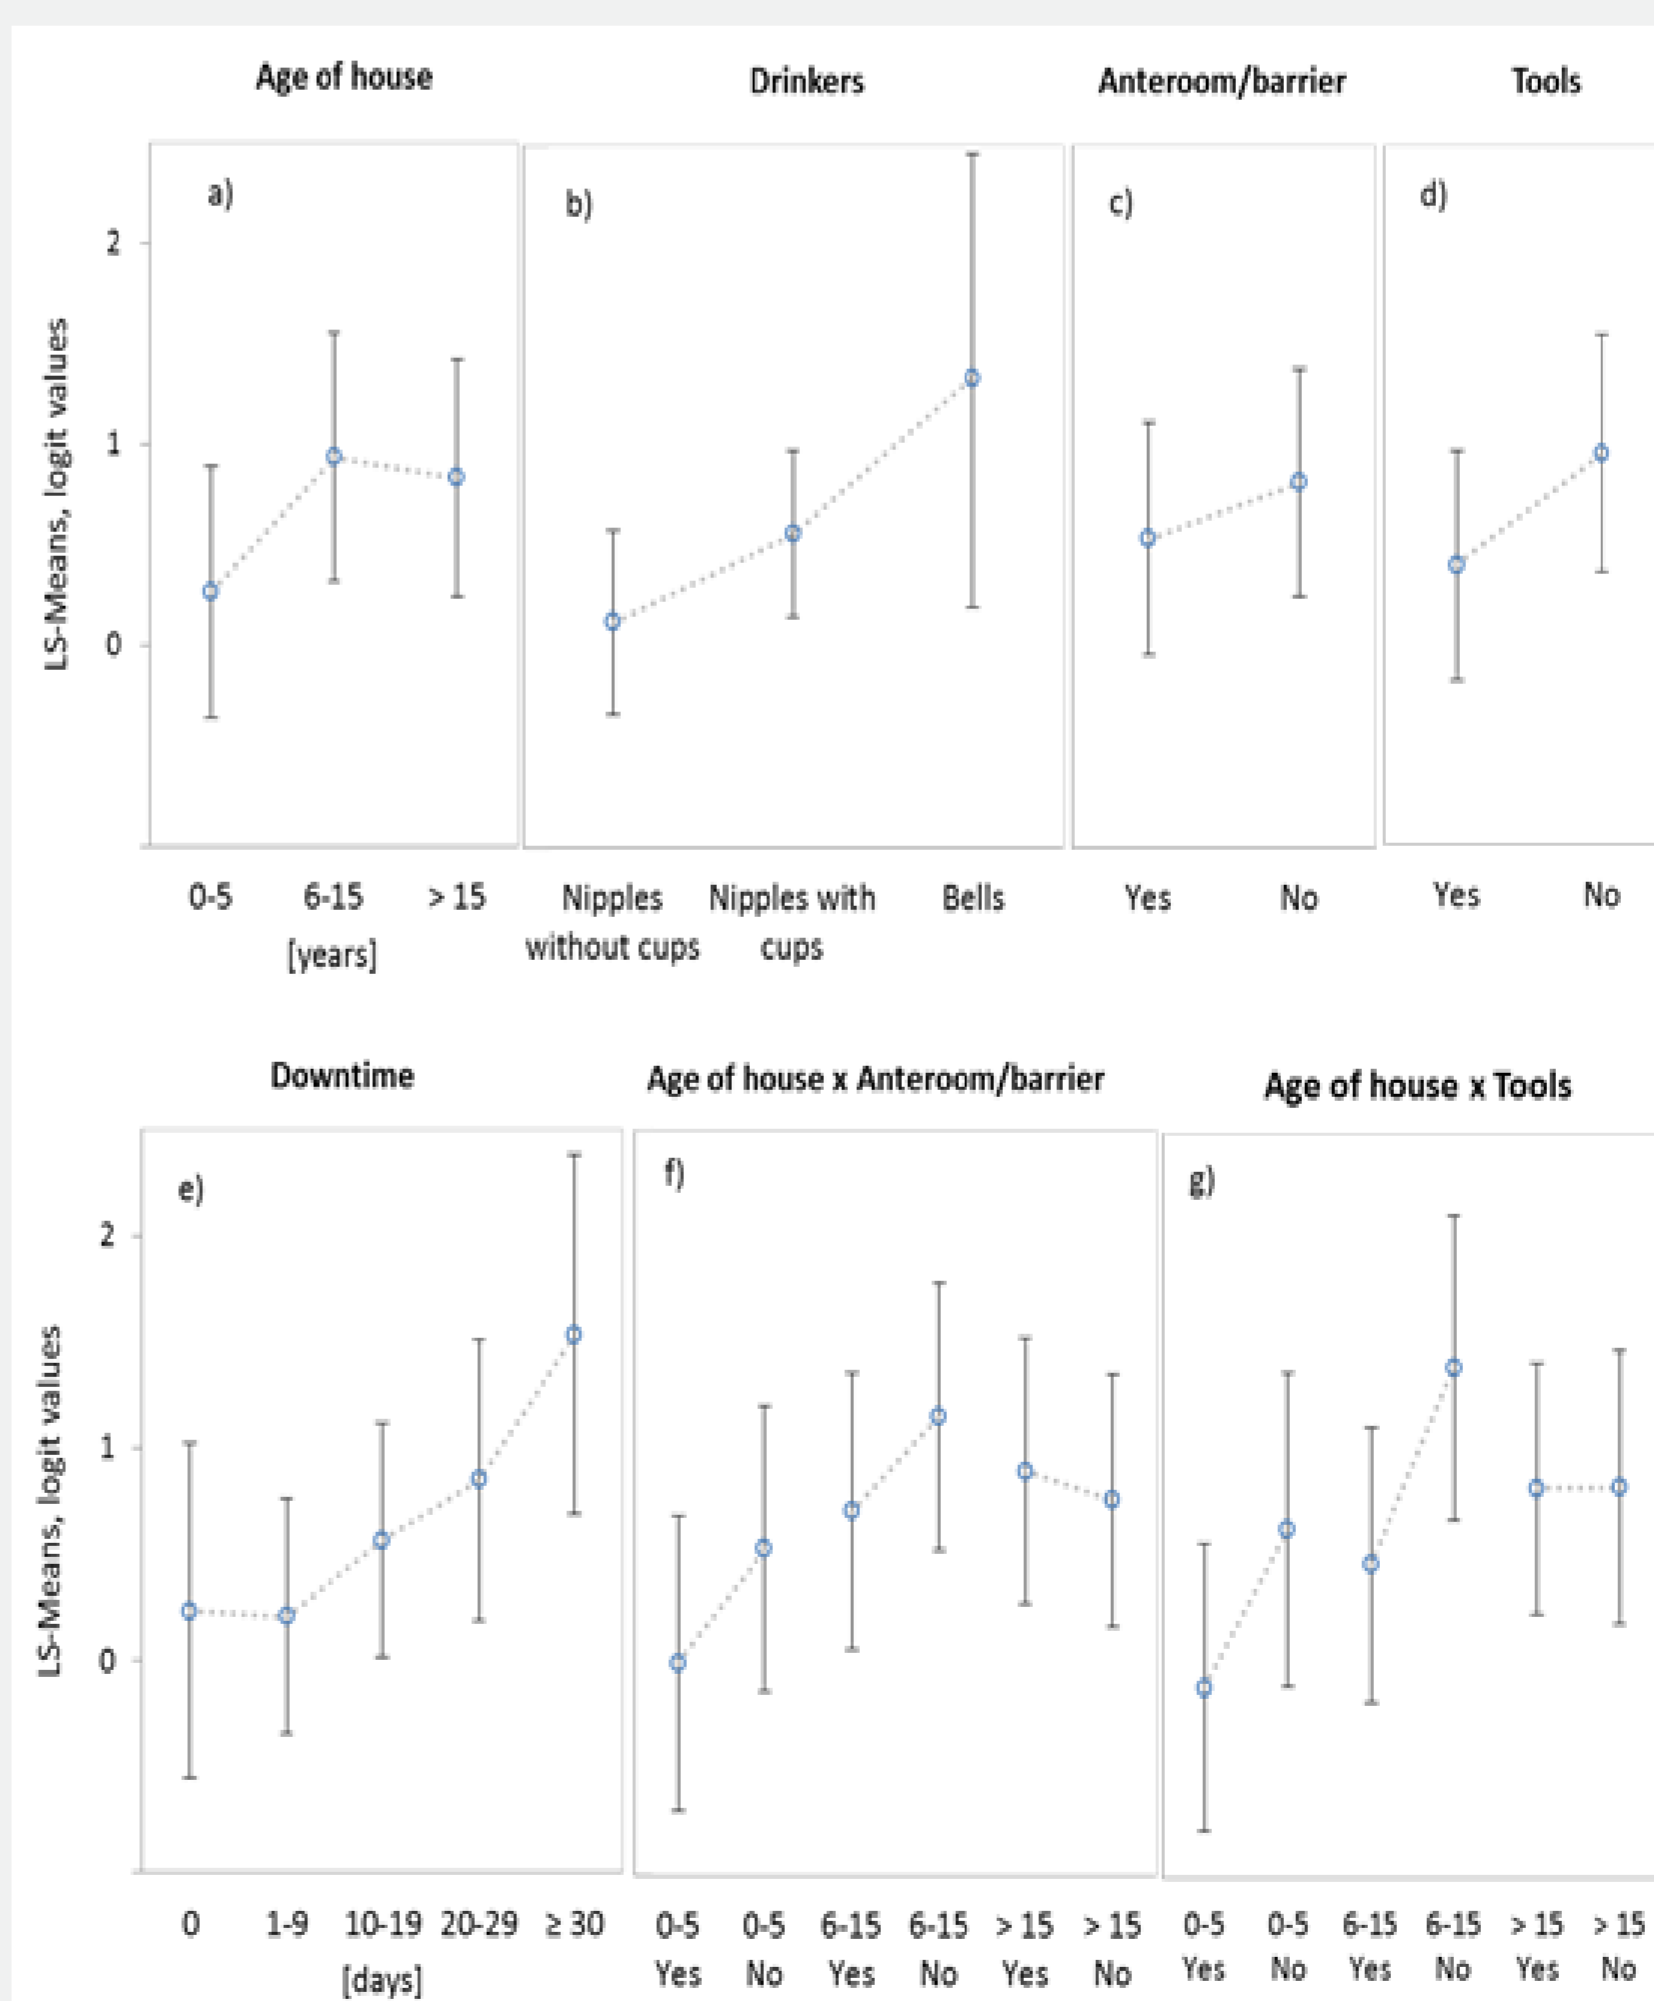 Age of house
Drinkers
Anteroom/barrier
Tools
a)
b)
c)
d)
2
1
0
LS-Means, logit values
0-5
6-15
> 15
[years]
Nipples
without cups
Nipples with
cups
Bells
Yes
No
Yes
No
Downtime
Age of house x Anteroom/barrier
Age of house x Tools
e)
f)
g)
2
1
0
LS-Means, logit values
0
1-9
10-19
20-29
≥ 30
[days]
0-5
Yes
0-5
No
6-15
Yes
6-15
No
> 15
Yes
> 15
No
0-5
Yes
0-5
No
6-15
Yes
6-15
No
> 15
Yes
> 15
No